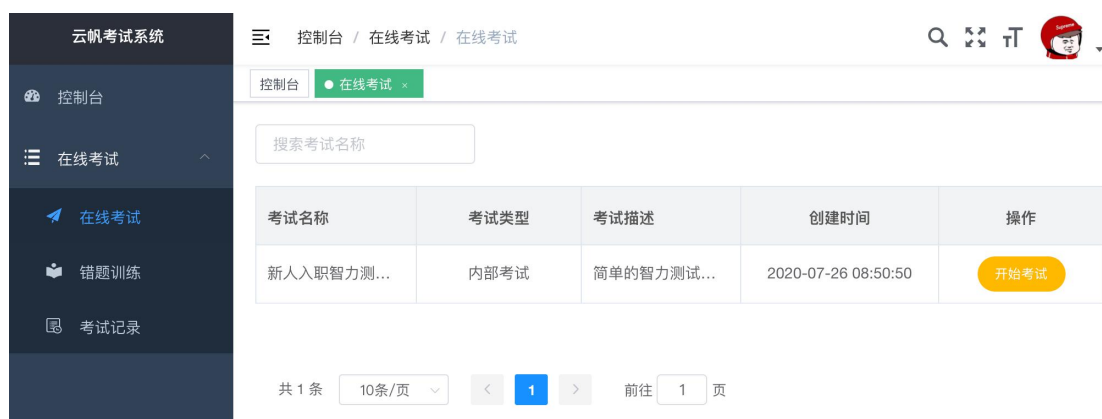 云帆考试系统
控制台 / 在线考试 / 在线考试
控制台
在线考试 ×
控制台
在线考试
在线考试
错题训练
考试记录
搜索考试名称
考试名称 考试类型 考试描述 创建时间 操作
新人入职智力测... 内部考试 简单的智力测试... 2020-07-26 08:50:50 开始考试
共 1 条 10条/页 < 1 > 前往 1 页